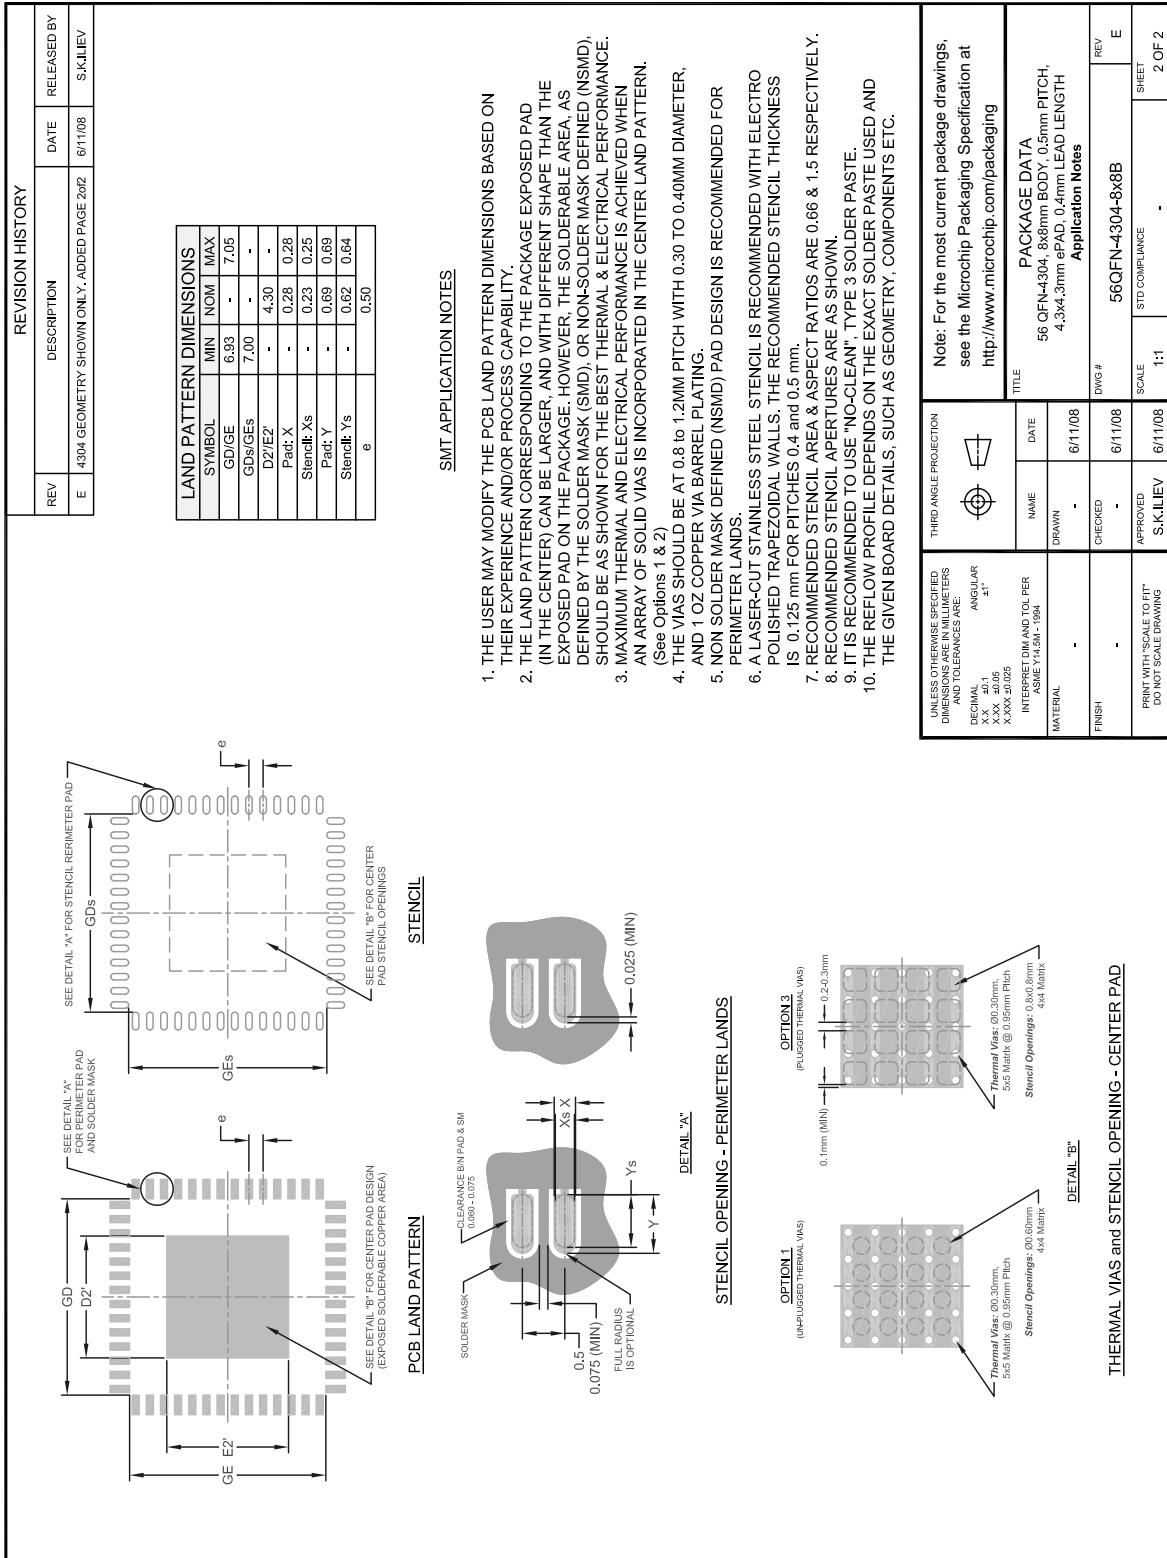 REVISION HISTORY
REV DESCRIPTION DATE RELEASED BY
E 4304 GEOMETRY SHOWN ONLY. ADDED PAGE 2of2 6/11/08 S.K.ILIEV
SEE DETAIL "A"
FOR PERIMETER PAD
AND SOLDER MASK
GD
D2'
e
GE
E2'
SEE DETAIL "B" FOR CENTER PAD DESIGN
(EXPOSED SOLDERABLE COPPER AREA)
PCB LAND PATTERN
SEE DETAIL "A" FOR STENCIL RERIMETER PAD
GDs
e
GEs
SEE DETAIL "B" FOR CENTER
PAD STENCIL OPENINGS
STENCIL
LAND PATTERN DIMENSIONS
SYMBOL MIN NOM MAX
GD/GE 6.93 - 7.05
GDs/GEs 7.00 - -
D2'/E2' - 4.30 -
Pad: X - 0.28 0.28
Stencil: Xs - 0.23 0.25
Pad: Y - 0.69 0.69
Stencil: Ys - 0.62 0.64
e 0.50
SOLDER MASK
CLEARANCE B/N PAD & SM
0.060 - 0.075
0.5
0.075 (MIN)
FULL RADIUS
IS OPTIONAL
Xs X
Ys
Y
0.025 (MIN)
DETAIL "A"
STENCIL OPENING - PERIMETER LANDS
OPTION 1
(UN-PLUGGED THERMAL VIAS)
Thermal Vias: Ø0.30mm,
5x5 Matrix @ 0.95mm Pitch
Stencil Openings: Ø0.60mm
4x4 Matrix
OPTION 3
(PLUGGED THERMAL VIAS)
0.1mm (MIN)
0.2-0.3mm
Thermal Vias: Ø0.30mm,
5x5 Matrix @ 0.95mm Pitch
Stencil Openings: 0.8x0.8mm
4x4 Matrix
DETAIL "B"
THERMAL VIAS and STENCIL OPENING - CENTER PAD
SMT APPLICATION NOTES
1. THE USER MAY MODIFY THE PCB LAND PATTERN DIMENSIONS BASED ON
THEIR EXPERIENCE AND/OR PROCESS CAPABILITY.
2. THE LAND PATTERN CORRESPONDING TO THE PACKAGE EXPOSED PAD
(IN THE CENTER) CAN BE LARGER, AND WITH DIFFERENT SHAPE THAN THE
EXPOSED PAD ON THE PACKAGE. HOWEVER, THE SOLDERABLE AREA, AS
DEFINED BY THE SOLDER MASK (SMD), OR NON-SOLDER MASK DEFINED (NSMD),
SHOULD BE AS SHOWN FOR THE BEST THERMAL & ELECTRICAL PERFORMANCE.
3. MAXIMUM THERMAL AND ELECTRICAL PERFORMANCE IS ACHIEVED WHEN
AN ARRAY OF SOLID VIAS IS INCORPORATED IN THE CENTER LAND PATTERN.
(See Options 1 & 2)
4. THE VIAS SHOULD BE AT 0.8 to 1.2MM PITCH WITH 0.30 TO 0.40MM DIAMETER,
AND 1 OZ COPPER VIA BARREL PLATING.
5. NON SOLDER MASK DEFINED (NSMD) PAD DESIGN IS RECOMMENDED FOR
PERIMETER LANDS.
6. A LASER-CUT STAINLESS STEEL STENCIL IS RECOMMENDED WITH ELECTRO
POLISHED TRAPEZOIDAL WALLS. THE RECOMMENDED STENCIL THICKNESS
IS 0.125 mm FOR PITCHES 0.4 and 0.5 mm.
7. RECOMMENDED STENCIL AREA & ASPECT RATIOS ARE 0.66 & 1.5 RESPECTIVELY.
8. RECOMMENDED STENCIL APERTURES ARE AS SHOWN.
9. IT IS RECOMMENDED TO USE "NO-CLEAN", TYPE 3 SOLDER PASTE.
10. THE REFLOW PROFILE DEPENDS ON THE EXACT SOLDER PASTE USED AND
THE GIVEN BOARD DETAILS, SUCH AS GEOMETRY, COMPONENTS ETC.
UNLESS OTHERWISE SPECIFIED
DIMENSIONS ARE IN MILLIMETERS
AND TOLERANCES ARE:
DECIMAL ANGULAR
X.X ±0.1 ±1°
X.XX ±0.05
X.XXX ±0.025
INTERPRET DIM AND TOL PER
ASME Y14.5M - 1994
MATERIAL
-
FINISH
-
PRINT WITH "SCALE TO FIT"
DO NOT SCALE DRAWING
THIRD ANGLE PROJECTION
NAME DATE
DRAWN
- 6/11/08
CHECKED
- 6/11/08
APPROVED
S.K.ILIEV 6/11/08
Note: For the most current package drawings,
see the Microchip Packaging Specification at
http://www.microchip.com/packaging
TITLE
PACKAGE DATA
56 QFN-4304, 8x8mm BODY, 0.5mm PITCH,
4.3x4.3mm ePAD, 0.4mm LEAD LENGTH
Application Notes
DWG # REV
56QFN-4304-8x8B E
SCALE STD COMPLIANCE SHEET
1:1 - 2 OF 2